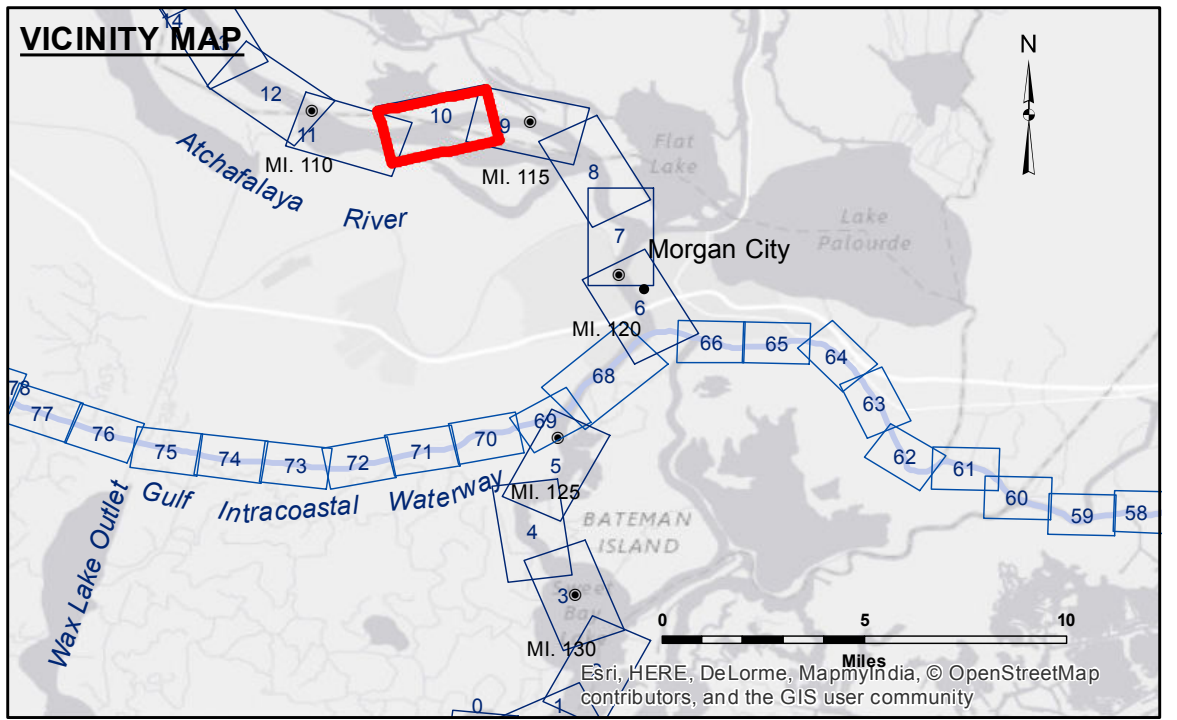 VICINITY MAP
N
14
13
12
11
10
9
8
7
6
MI. 110
MI. 115
MI. 120
MI. 125
MI. 130
Atchafalaya
River
Flat
Lake
Lake
Palourde
Morgan City
66
65
64
63
62
61
60
59
58
68
69
70
71
72
73
74
75
76
77
78
5
4
3
2
1
0
Gulf Intracoastal Waterway
Wax Lake Outlet
BATEMAN
ISLAND
Sweet
Bay
0 5 10
Miles
Esri, HERE, DeLorme, MapmyIndia, © OpenStreetMap
contributors, and the GIS user community